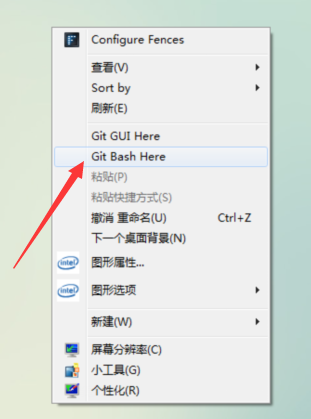 Configure Fences
查看(V)
Sort by
刷新(E)
Git GUI Here
Git Bash Here
粘贴(P)
粘贴快捷方式(S)
撤消 重命名(U) Ctrl+Z
下一个桌面背景(N)
intel 图形属性...
intel 图形选项
新建(W)
屏幕分辨率(C)
小工具(G)
个性化(R)